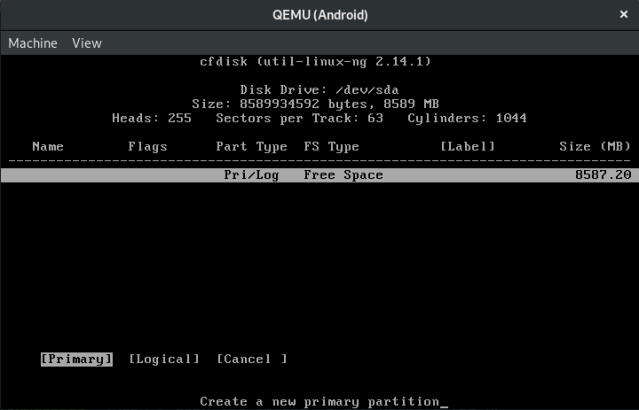 QEMU (Android)
×
Machine View
cfdisk (util-linux-ng 2.14.1)
Disk Drive: /dev/sda
Size: 8589934592 bytes, 8589 MB
Heads: 255 Sectors per Track: 63 Cylinders: 1044
Name Flags Part Type FS Type [Label] Size (MB)
Pri/Log Free Space 8587.20
[Primary] [Logical] [Cancel ]
Create a new primary partition_